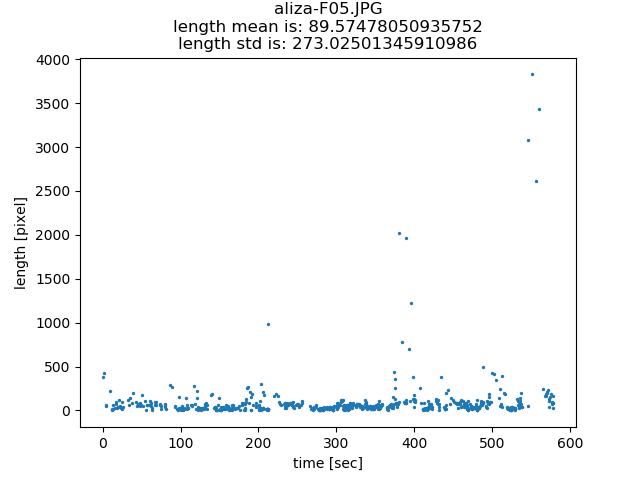 aliza-F05.JPG
length mean is: 89.57478050935752
length std is: 273.02501345910986
4000
3500
3000
2500
2000
1500
1000
500
0
length [pixel]
0 100 200 300 400 500 600
time [sec]